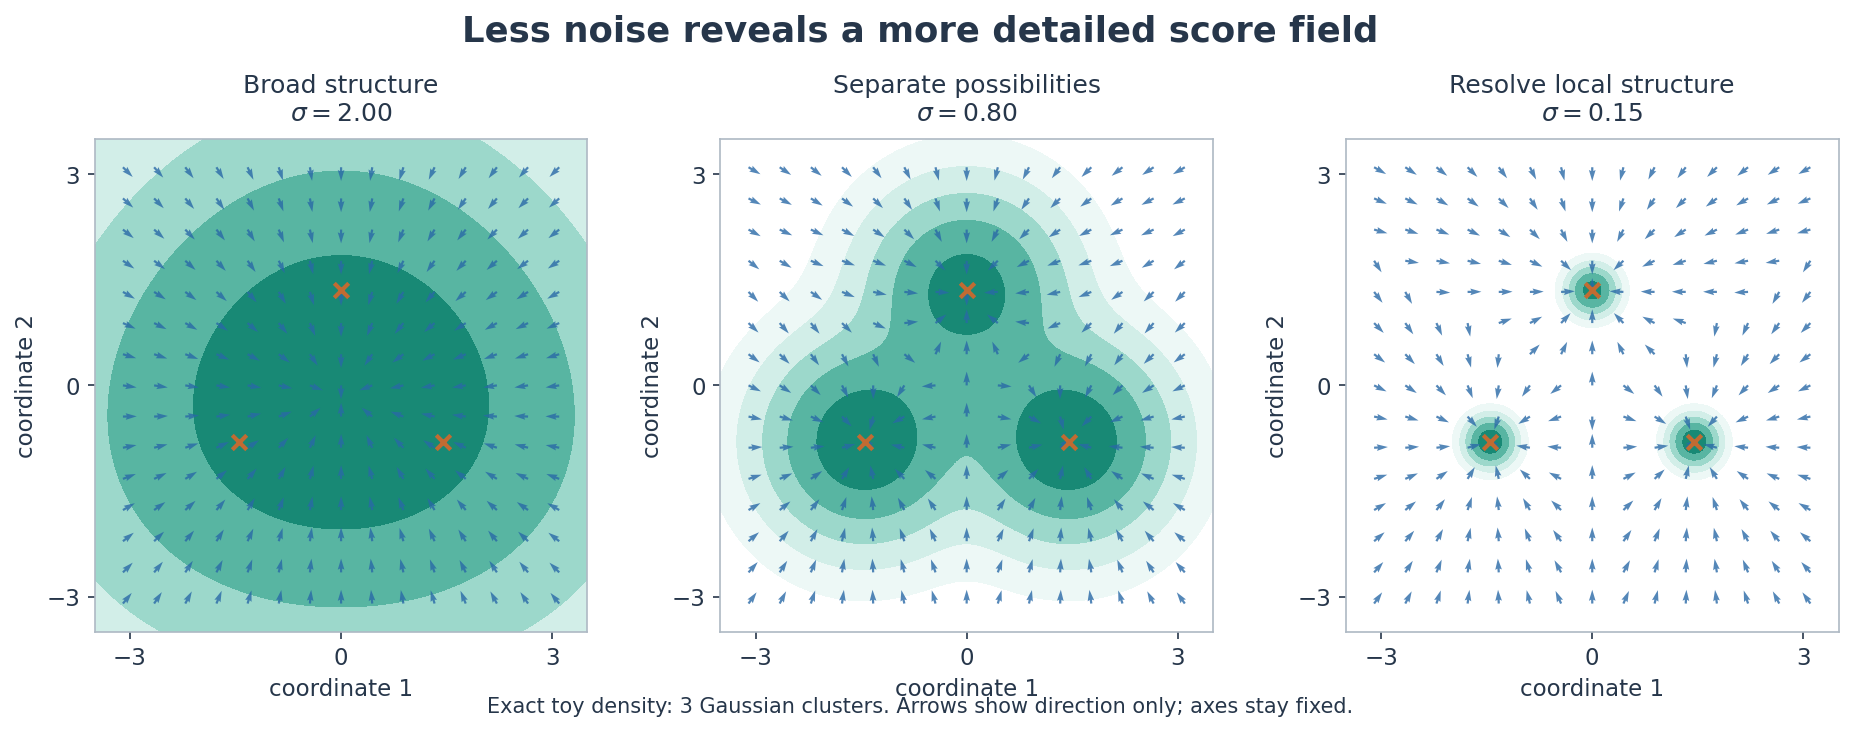 Less noise reveals a more detailed score field
Broad structure
σ = 2.00
Separate possibilities
σ = 0.80
Resolve local structure
σ = 0.15
coordinate 2
3
0
−3
−3
0
3
coordinate 1
coordinate 2
3
0
−3
−3
0
3
coordinate 1
coordinate 2
3
0
−3
−3
0
3
coordinate 1
Exact toy density: 3 Gaussian clusters. Arrows show direction only; axes stay fixed.